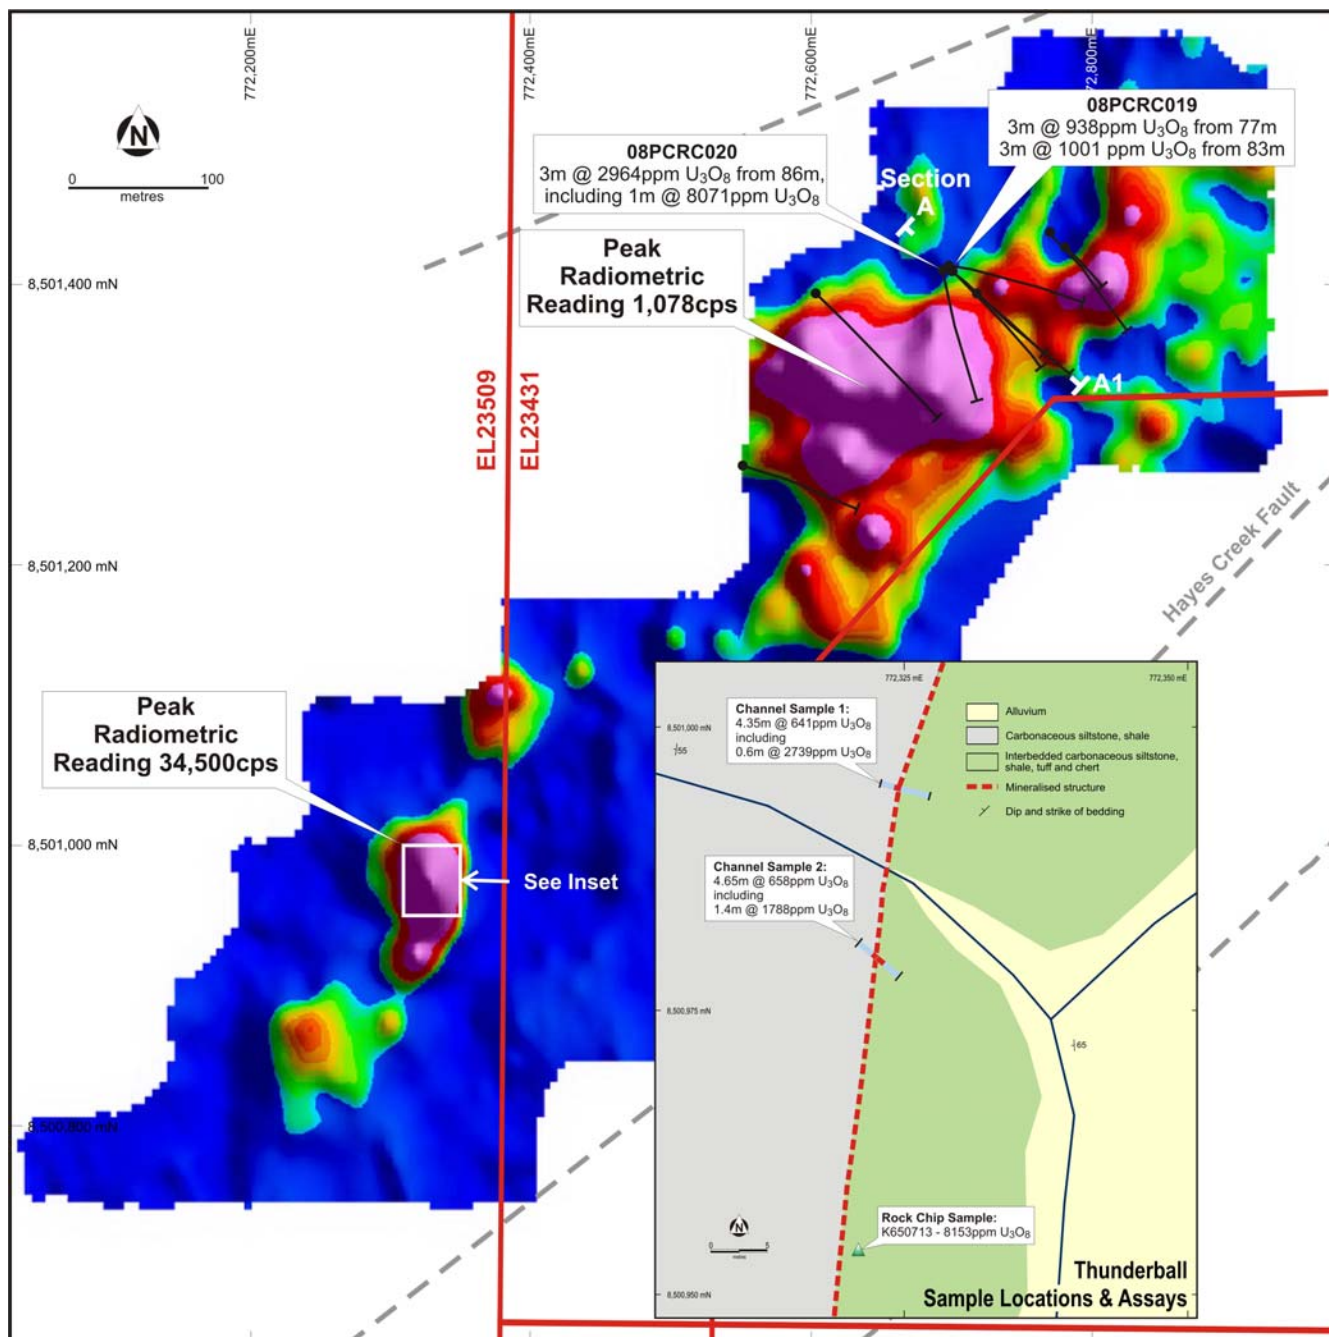 772,200mE
772,400mE
772,600mE
772,800mE
N
0 100
metres
08PCRC020
3m @ 2964ppm U₃O₈ from 86m,
including 1m @ 8071ppm U₃O₈
08PCRC019
3m @ 938ppm U₃O₈ from 77m
3m @ 1001 ppm U₃O₈ from 83m
Section
A
Peak
Radiometric
Reading 1,078cps
8,501,400 mN
A1
EL23509
EL23431
Hayes Creek Fault
8,501,200 mN
Peak
Radiometric
Reading 34,500cps
8,501,000 mN
See Inset
8,500,800 mN
772,325 mE
772,350 mE
Channel Sample 1:
4.35m @ 641ppm U₃O₈
including
0.6m @ 2739ppm U₃O₈
8,501,000 mN
55
Alluvium
Carbonaceous siltstone, shale
Interbedded carbonaceous siltstone,
shale, tuff and chert
Mineralised structure
Dip and strike of bedding
Channel Sample 2:
4.65m @ 658ppm U₃O₈
including
1.4m @ 1788ppm U₃O₈
8,500,975 mN
65
Rock Chip Sample:
K650713 - 8153ppm U₃O₈
N
0 5
metres
8,500,950 mN
Thunderball
Sample Locations & Assays